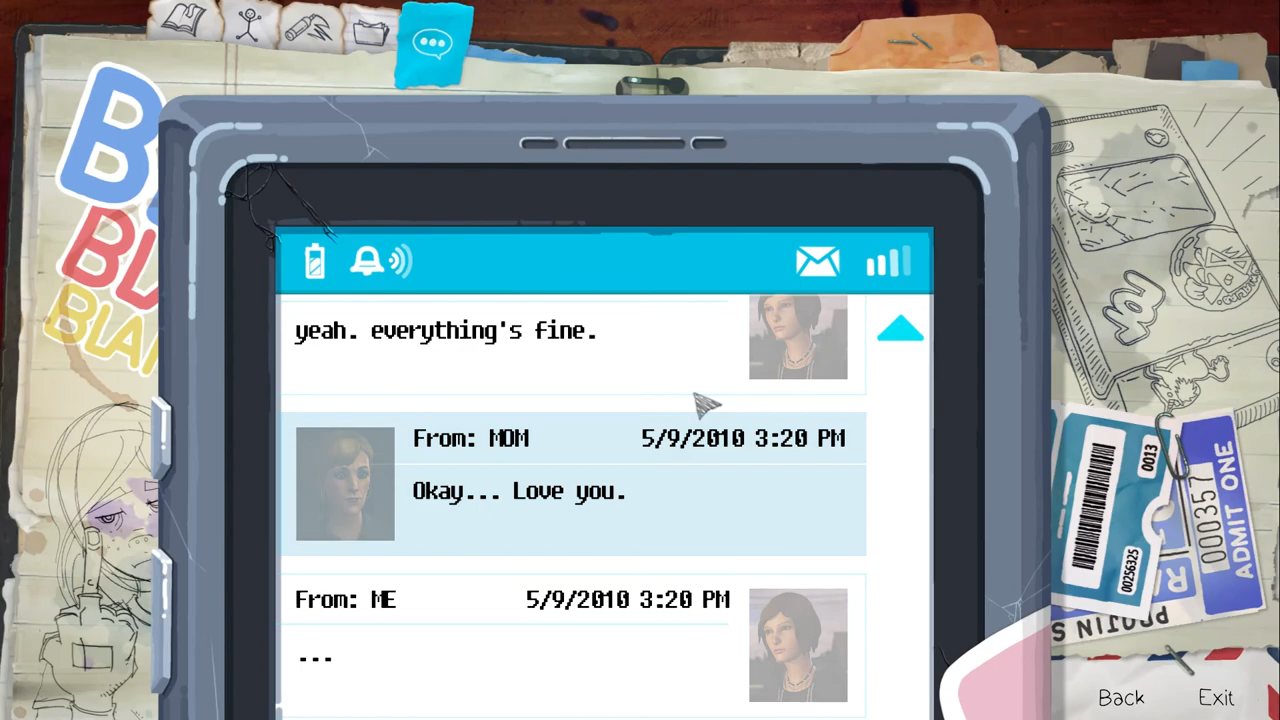 yeah. everything's fine.
From: MOM 5/9/2010 3:20 PM
Okay... Love you.
From: ME 5/9/2010 3:20 PM
...
0013
00256325
000357
ADMIT ONE
Back Exit